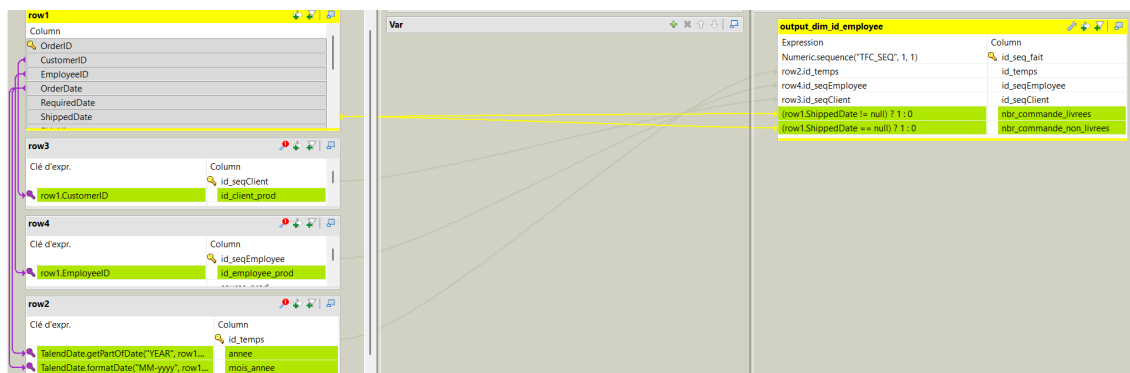 row1
Column
OrderID
CustomerID
EmployeeID
OrderDate
RequiredDate
ShippedDate
row3
Clé d'expr. Column
id_seqClient
row1.CustomerID id_client_prod
row4
Clé d'expr. Column
id_seqEmployee
row1.EmployeeID id_employee_prod
row2
Clé d'expr. Column
id_temps
TalendDate.getPartOfDate("YEAR", row1... annee
TalendDate.formatDate("MM-yyyy", row1... mois_annee
Var
output_dim_id_employee
Expression Column
Numeric.sequence("TFC_SEQ", 1, 1) id_seq_fait
row2.id_temps id_temps
row4.id_seqEmployee id_seqEmployee
row3.id_seqClient id_seqClient
(row1.ShippedDate != null) ? 1 : 0 nbr_commande_livrees
(row1.ShippedDate == null) ? 1 : 0 nbr_commande_non_livrees